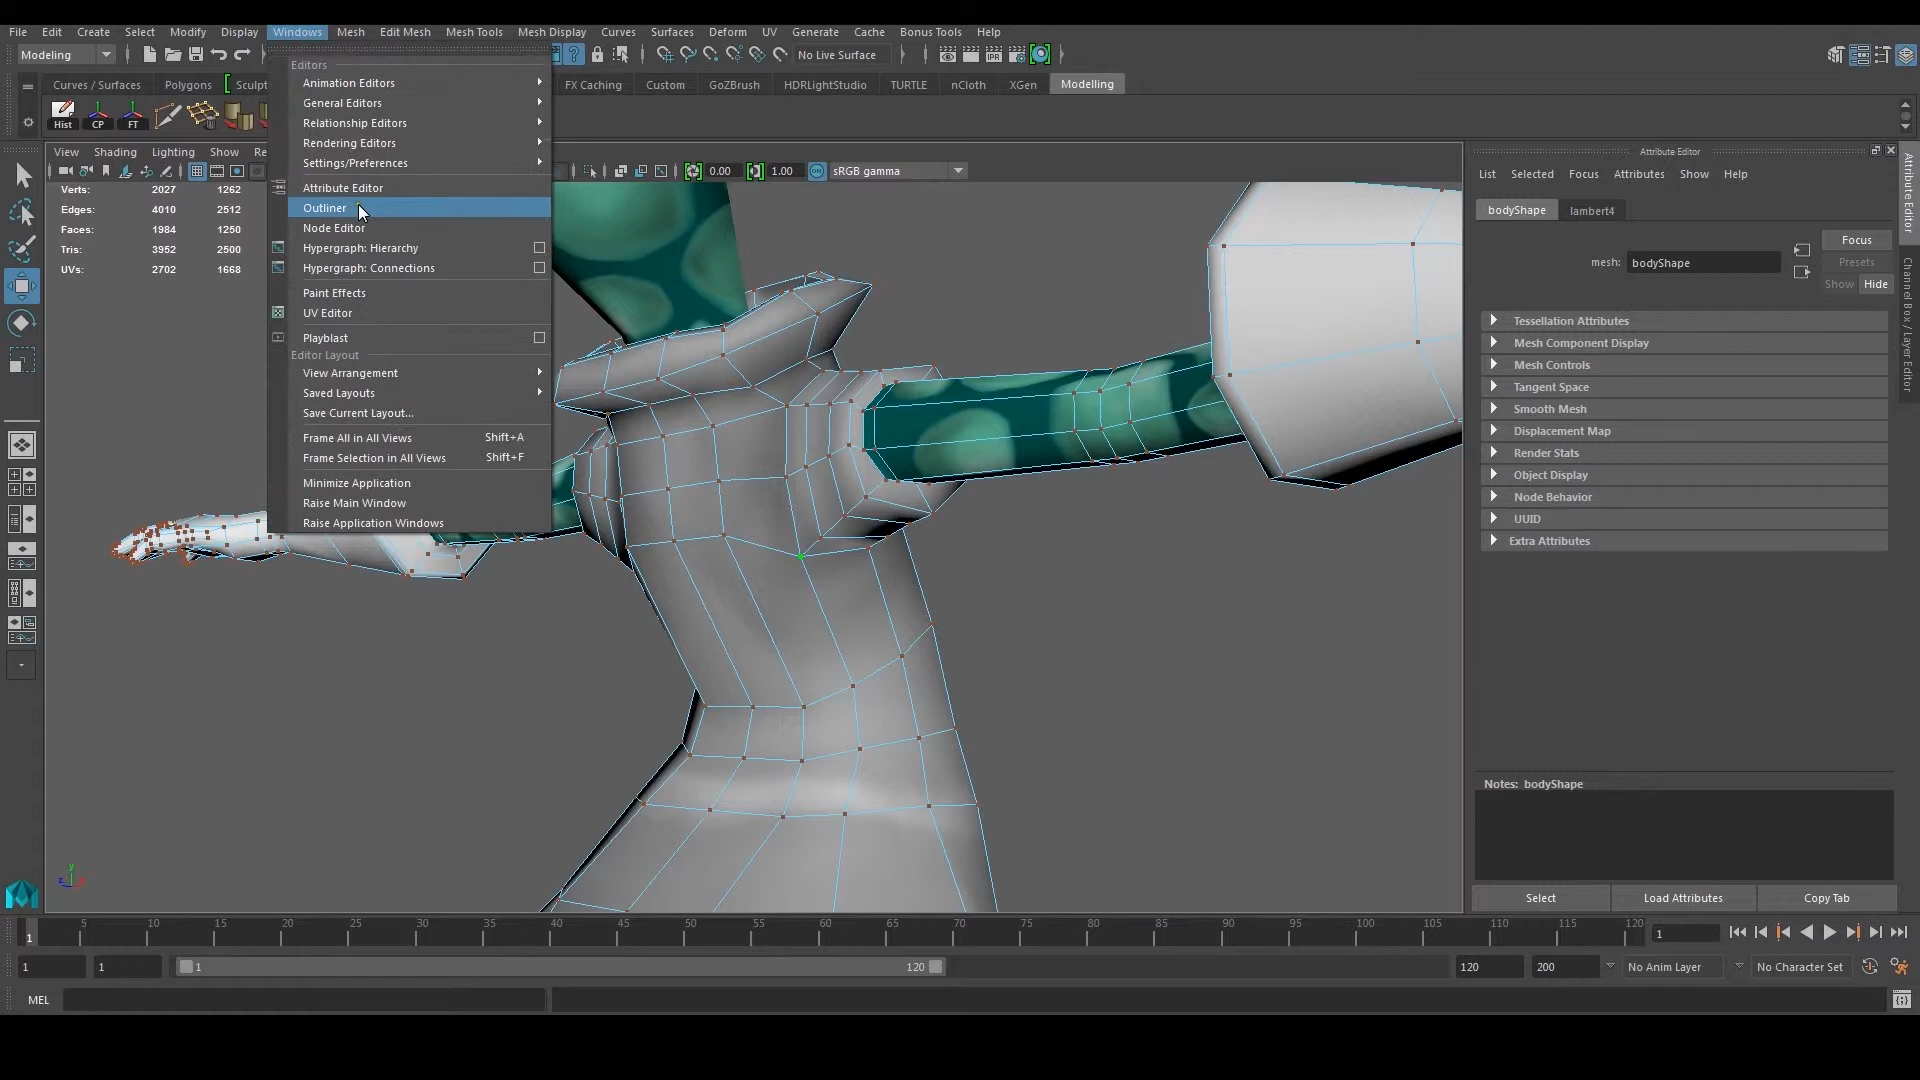 File Edit Create Select Modify Display Windows Mesh Edit Mesh Mesh Tools Mesh Display Curves Surfaces Deform UV Generate Cache Bonus Tools Help
Modeling No Live Surface
Curves / Surfaces Polygons Sculpt FX Caching Custom GoZBrush HDRLightStudio TURTLE nCloth XGen Modelling
Hist CP FT
View Shading Lighting Show Re
0.00 1.00 ON sRGB gamma
Verts: 2027 1262
Edges: 4010 2512
Faces: 1984 1250
Tris: 3952 2500
UVs: 2702 1668
Editors
Animation Editors
General Editors
Relationship Editors
Rendering Editors
Settings/Preferences
Attribute Editor
Outliner
Node Editor
Hypergraph: Hierarchy
Hypergraph: Connections
Paint Effects
UV Editor
Playblast
Editor Layout
View Arrangement
Saved Layouts
Save Current Layout...
Frame All in All Views Shift+A
Frame Selection in All Views Shift+F
Minimize Application
Raise Main Window
Raise Application Windows
Attribute Editor
List Selected Focus Attributes Show Help
bodyShape lambert4
Focus
mesh: bodyShape
Presets
Show Hide
Tessellation Attributes
Mesh Component Display
Mesh Controls
Tangent Space
Smooth Mesh
Displacement Map
Render Stats
Object Display
Node Behavior
UUID
Extra Attributes
Notes: bodyShape
Select Load Attributes Copy Tab
Attribute Editor
Channel Box / Layer Editor
1 5 10 15 20 25 30 35 40 45 50 55 60 65 70 75 80 85 90 95 100 105 110 115 120 1
1 1 1 120 120 200 No Anim Layer No Character Set
MEL